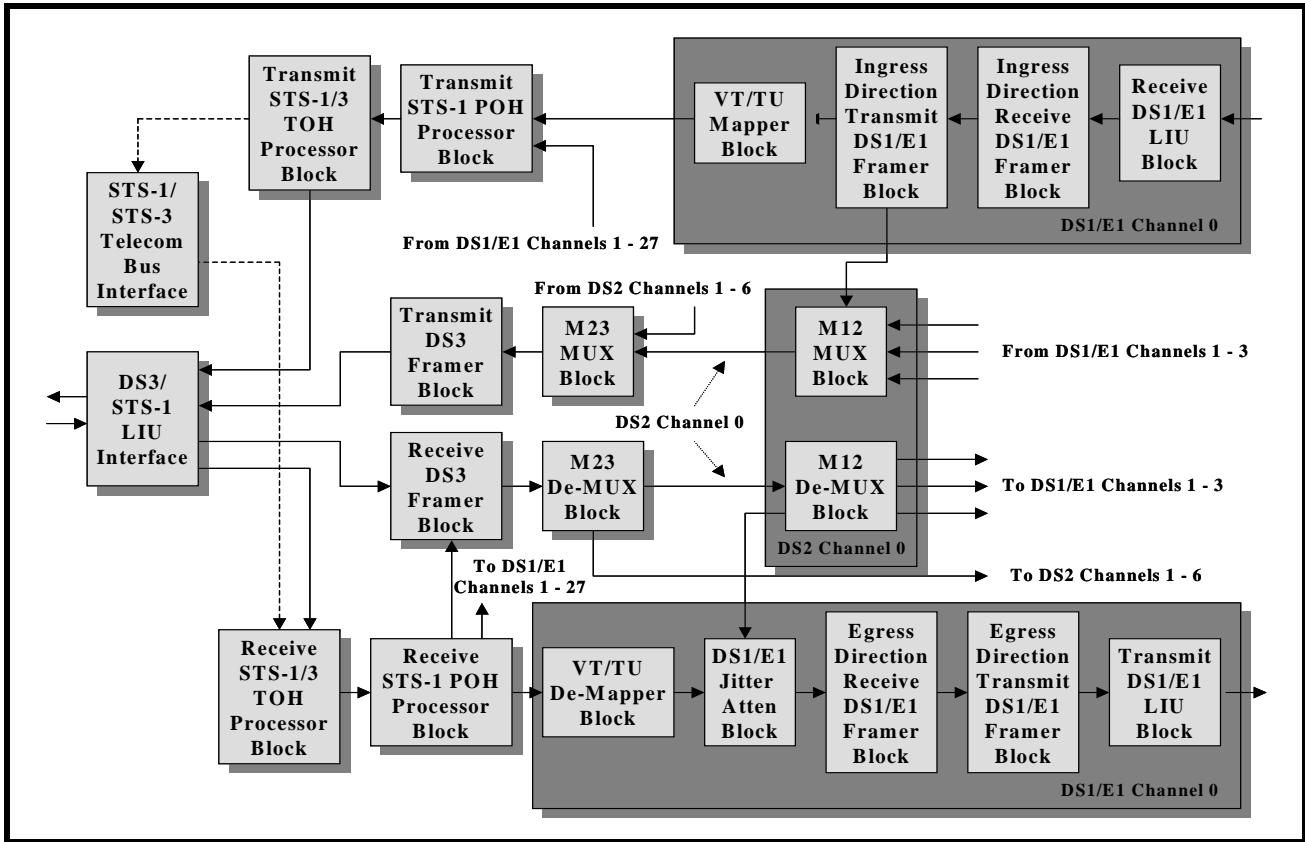 Transmit
STS-1/3
TOH
Processor
Block
Transmit
STS-1 POH
Processor
Block
VT/TU
Mapper
Block
Ingress
Direction
Transmit
DS1/E1
Framer
Block
Ingress
Direction
Receive
DS1/E1
Framer
Block
Receive
DS1/E1
LIU
Block
DS1/E1 Channel 0
STS-1/
STS-3
Telecom
Bus
Interface
From DS1/E1 Channels 1 - 27
From DS2 Channels 1 - 6
Transmit
DS3
Framer
Block
M23
MUX
Block
M12
MUX
Block
From DS1/E1 Channels 1 - 3
DS3/
STS-1
LIU
Interface
DS2 Channel 0
Receive
DS3
Framer
Block
M23
De-MUX
Block
M12
De-MUX
Block
To DS1/E1 Channels 1 - 3
DS2 Channel 0
To DS1/E1
Channels 1 - 27
To DS2 Channels 1 - 6
Receive
STS-1/3
TOH
Processor
Block
Receive
STS-1 POH
Processor
Block
VT/TU
De-Mapper
Block
DS1/E1
Jitter
Atten
Block
Egress
Direction
Receive
DS1/E1
Framer
Block
Egress
Direction
Transmit
DS1/E1
Framer
Block
Transmit
DS1/E1
LIU
Block
DS1/E1 Channel 0